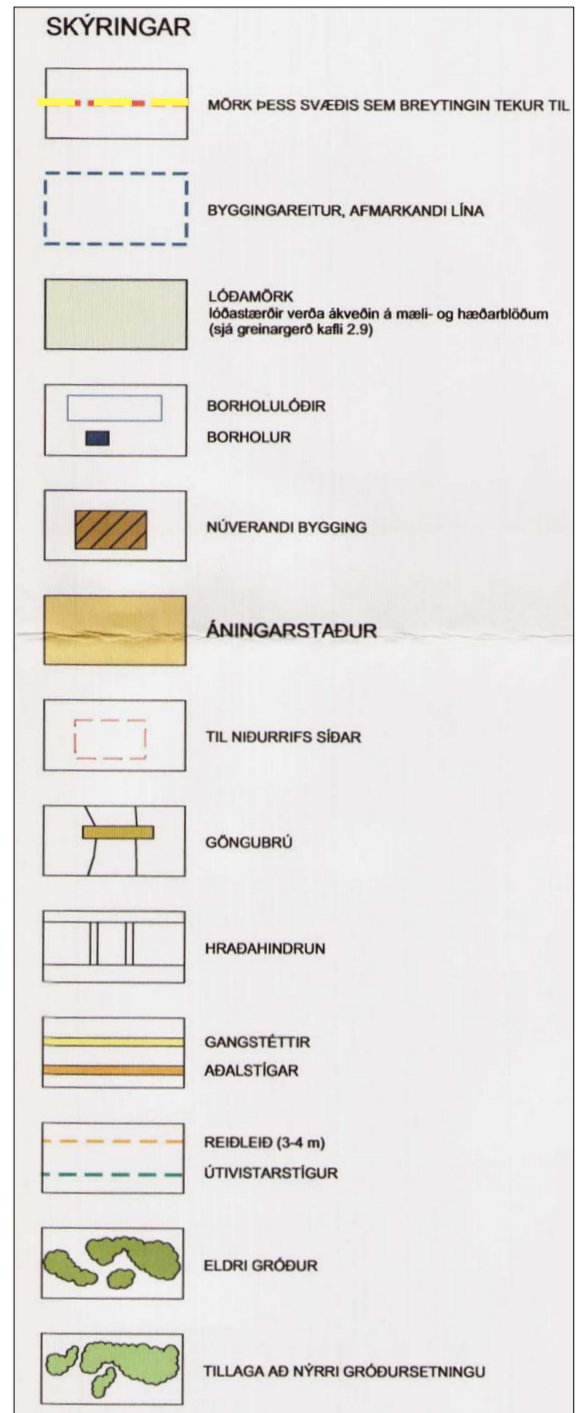 SKÝRINGAR
MÖRK ÞESS SVÆÐIS SEM BREYTINGIN TEKUR TIL
BYGGINGAREITUR, AFMARKANDI LÍNA
LÓÐAMÖRK
lóðastærðir verða ákveðin á mæli- og hæðarblöðum
(sjá greinargerð kafli 2.9)
BORHOLULÓÐIR
BORHOLUR
NÚVERANDI BYGGING
ÁNINGARSTAÐUR
TIL NIÐURRIFS SÍÐAR
GÖNGUBRÚ
HRAÐAHINDRUN
GANGSTÉTTIR
AÐALSTÍGAR
REIÐLEIÐ (3-4 m)
ÚTIVISTARSTÍGUR
ELDRI GRÓÐUR
TILLAGA AÐ NÝRRI GRÓÐURSETNINGU